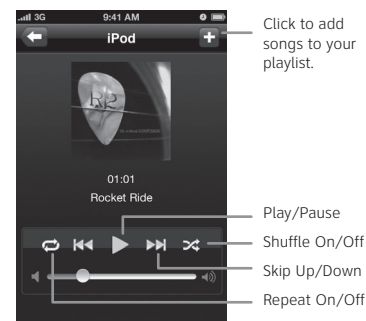 3G 9:41 AM
iPod
Click to add
songs to your
playlist.
RP
01:01
Rocket Ride
Play/Pause
Shuffle On/Off
Skip Up/Down
Repeat On/Off